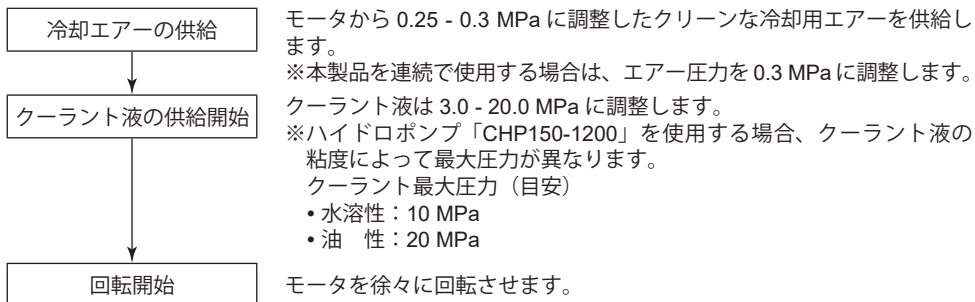 冷却エアーの供給
モータから 0.25 - 0.3 MPa に調整したクリーンな冷却用エアーを供給し
ます。
※本製品を連続で使用する場合は、エアー圧力を 0.3 MPa に調整します。
クーラント液の供給開始
クーラント液は 3.0 - 20.0 MPa に調整します。
※ハイドロポンプ「CHP150-1200」を使用する場合、クーラント液の
粘度によって最大圧力が異なります。
クーラント最大圧力（目安）
• 水溶性：10 MPa
• 油　性：20 MPa
回転開始
モータを徐々に回転させます。